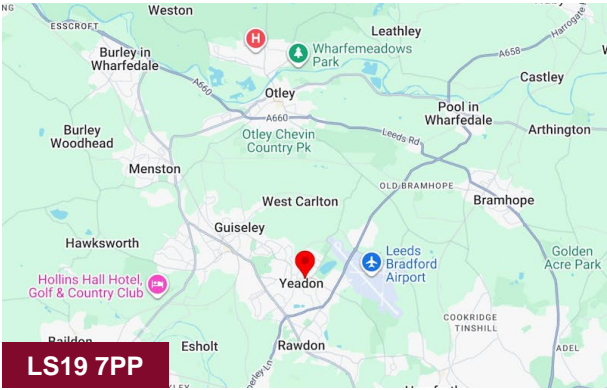 NG
Weston
ESSCROFT
Leathley
Harrogate
H
Wharfemeadows
Park
Burley in
Wharfedale
A658
Castley
A660
Otley
Pool in
Wharfedale
A660
Burley
Woodhead
Otley Chevin
Country Pk
Leeds Rd
Arthington
Menston
OLD BRAMHOPE
Bramhope
West Carlton
Guiseley
Hawksworth
Leeds
Bradford
Airport
Golden
Acre Park
Hollins Hall Hotel,
Golf & Country Club
Yeadon
COOKRIDGE
TINSHILL
Baildon
Esholt
Rawdon
ADEL
LS19 7PP